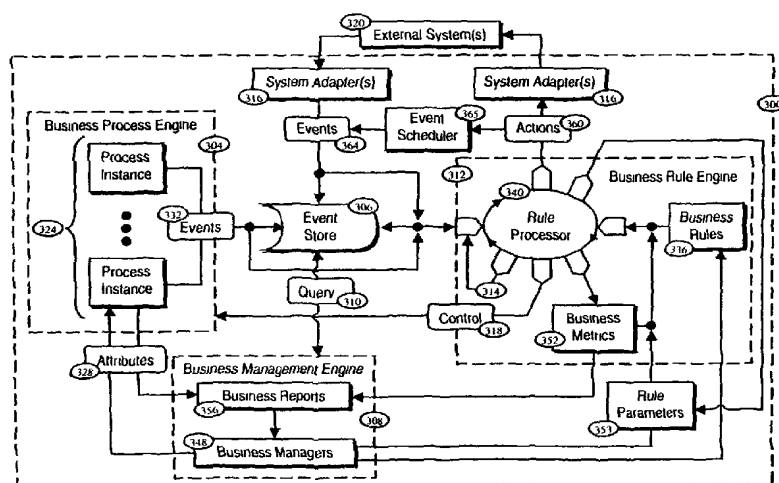 320
External System(s)
System Adapter(s)
316
System Adapter(s)
316
300
Business Process Engine
304
Events
364
Event
Scheduler
365
Actions
360
Process
Instance
324
332
Events
Process
Instance
306
Event
Store
Query
310
312
Business Rule Engine
340
Rule
Processor
Business
Rules
336
314
Control
318
Business
Metrics
352
Attributes
328
Business Management Engine
Business Reports
356
308
348
Business Managers
Rule
Parameters
353